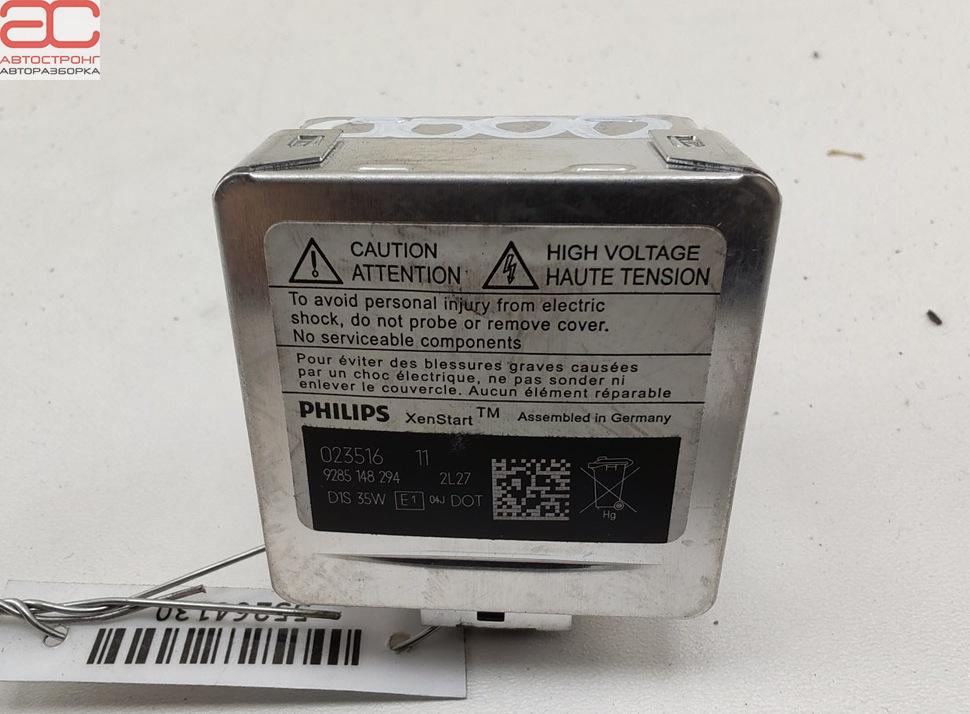 АС
АВТОСТРОНГ
АВТОРАЗБОРКА
CAUTION
ATTENTION
HIGH VOLTAGE
HAUTE TENSION
To avoid personal injury from electric
shock, do not probe or remove cover.
No serviceable components
Pour éviter des blessures graves causées
par un choc électrique, ne pas sonder ni
enlever le couvercle. Aucun élément réparable
PHILIPS XenStart™ Assembled in Germany
023516 11
9285 148 294 2L27
D1S 35W E1 04J DOT
Hg